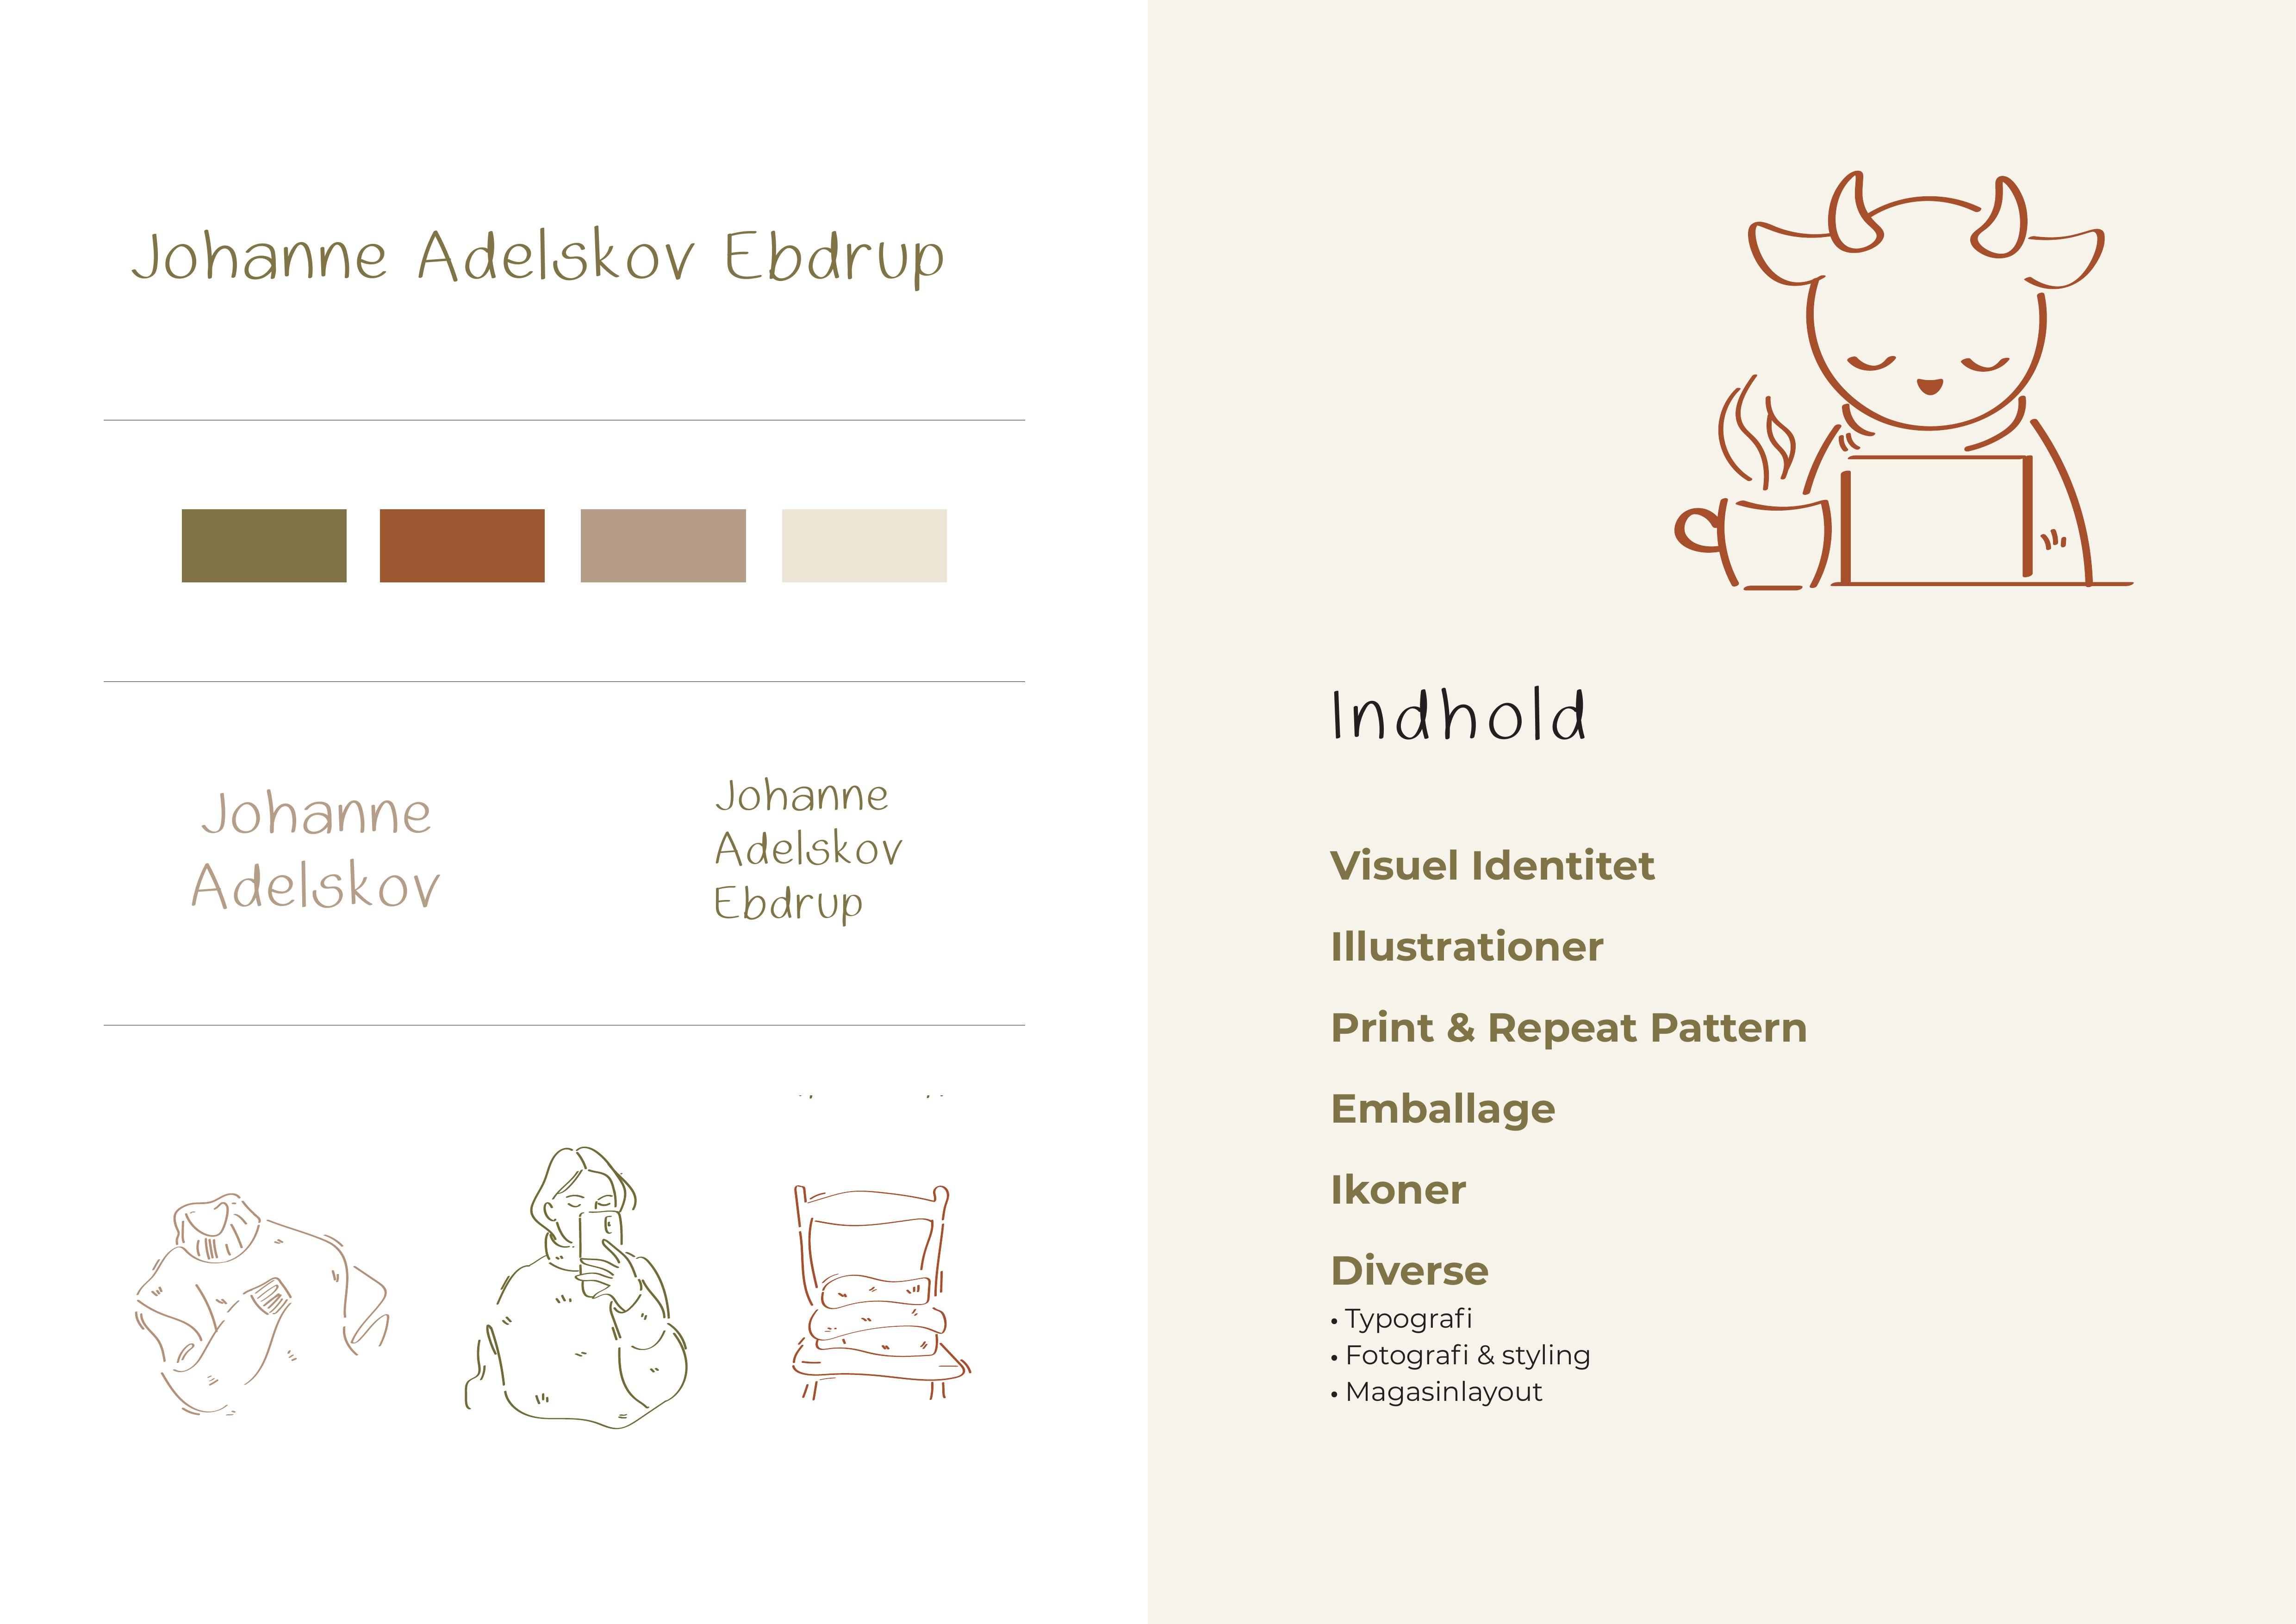 Johanne Adelskov Ebdrup
Johanne
Adelskov
Johanne
Adelskov
Ebdrup
Indhold
Visuel Identitet
Illustrationer
Print & Repeat Pattern
Emballage
Ikoner
Diverse
• Typografi
• Fotografi & styling
• Magasinlayout